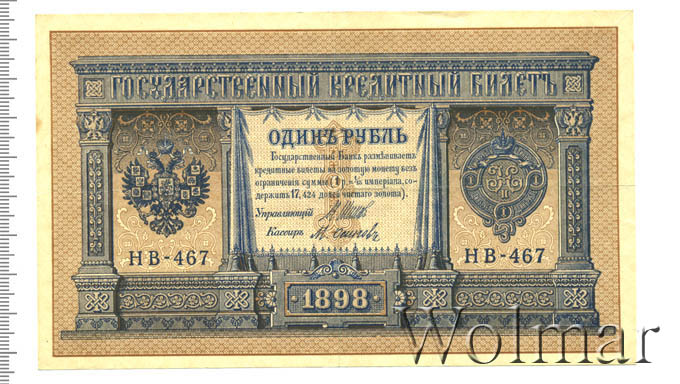 ГОСУДАРСТВЕННЫЙ КРЕДИТНЫЙ БИЛЕТЪ
ОДИНЪ РУБЛЬ
Государственный Банкъ размѣниваетъ
кредитные билеты на золотую монету безъ
ограниченія суммы (1 р. = 1/15 имперіала, со-
держитъ 17,424 долей чистаго золота).
Управляющій
Кассиръ
НВ-467
НВ-467
1898
Wolmar